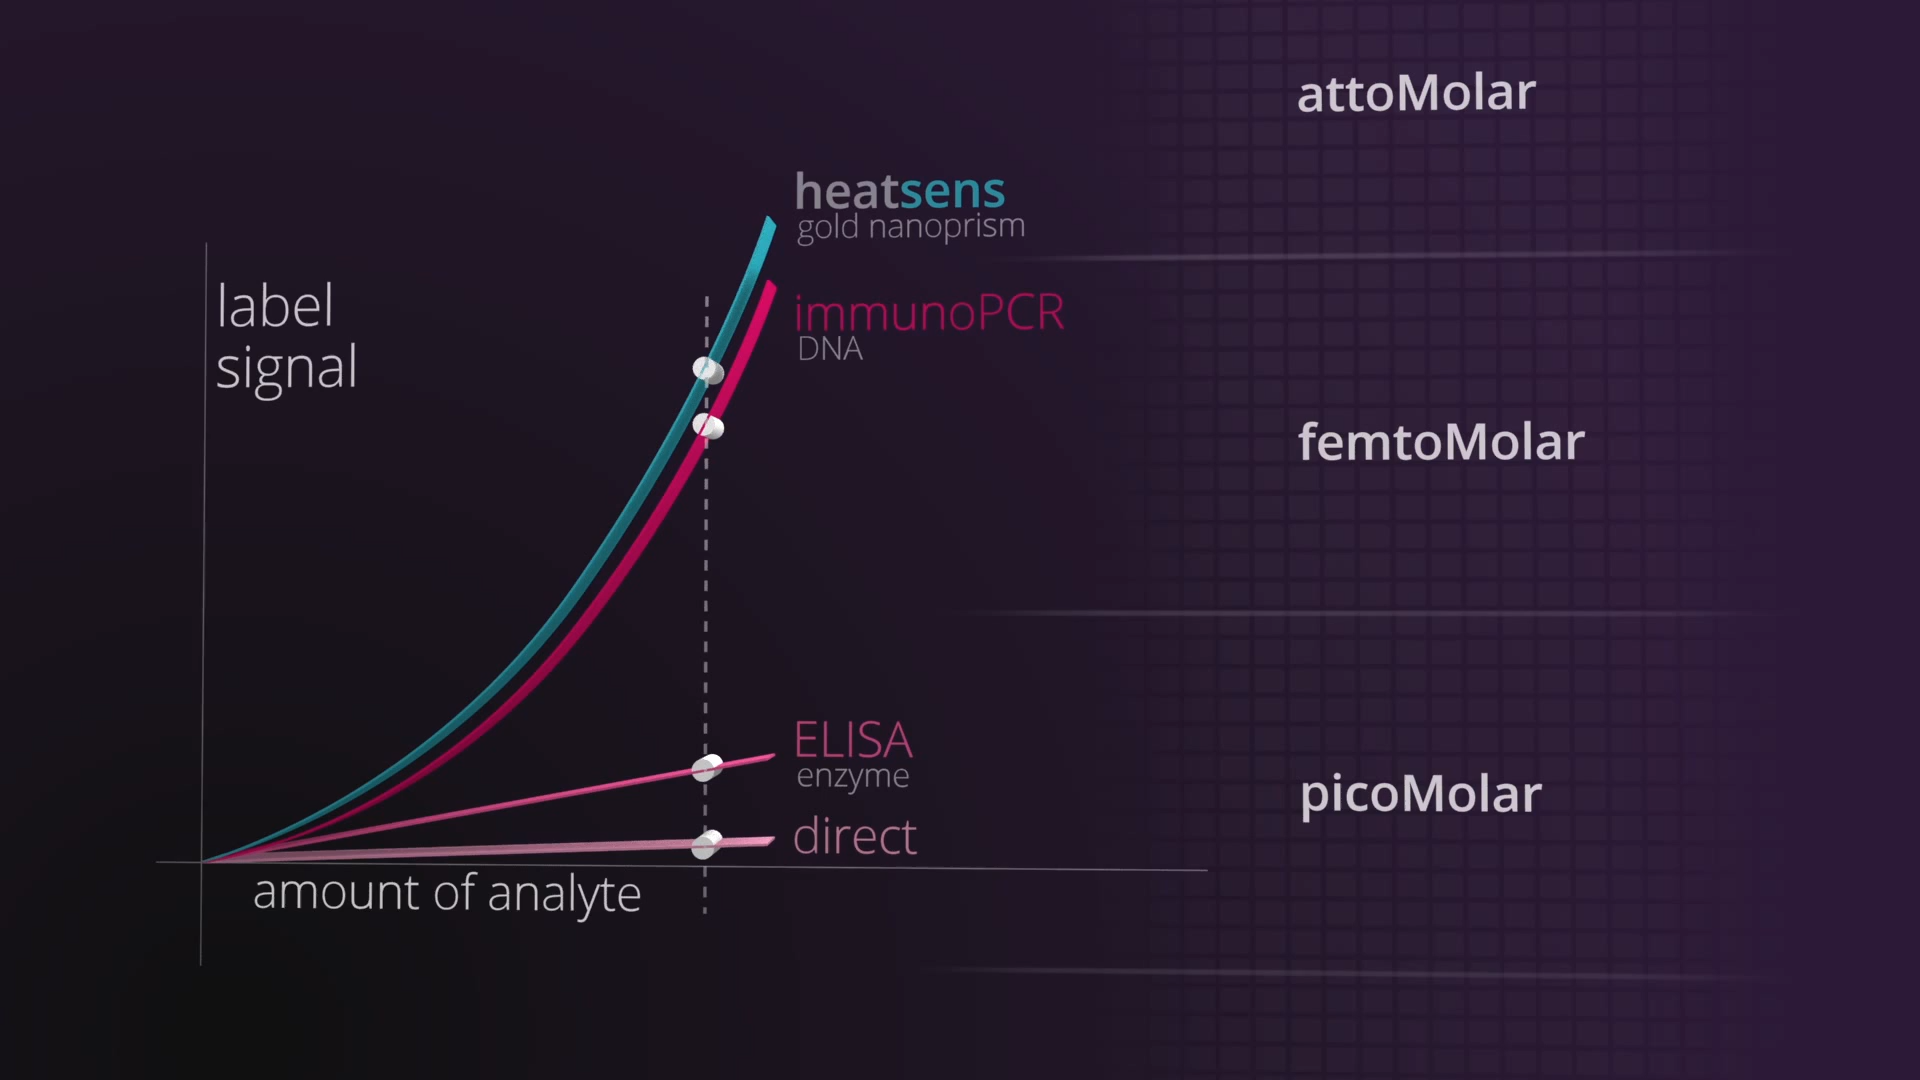 attoMolar
heatsens
gold nanoprism
label
signal
immunoPCR
DNA
femtoMolar
ELISA
enzyme
picoMolar
direct
amount of analyte